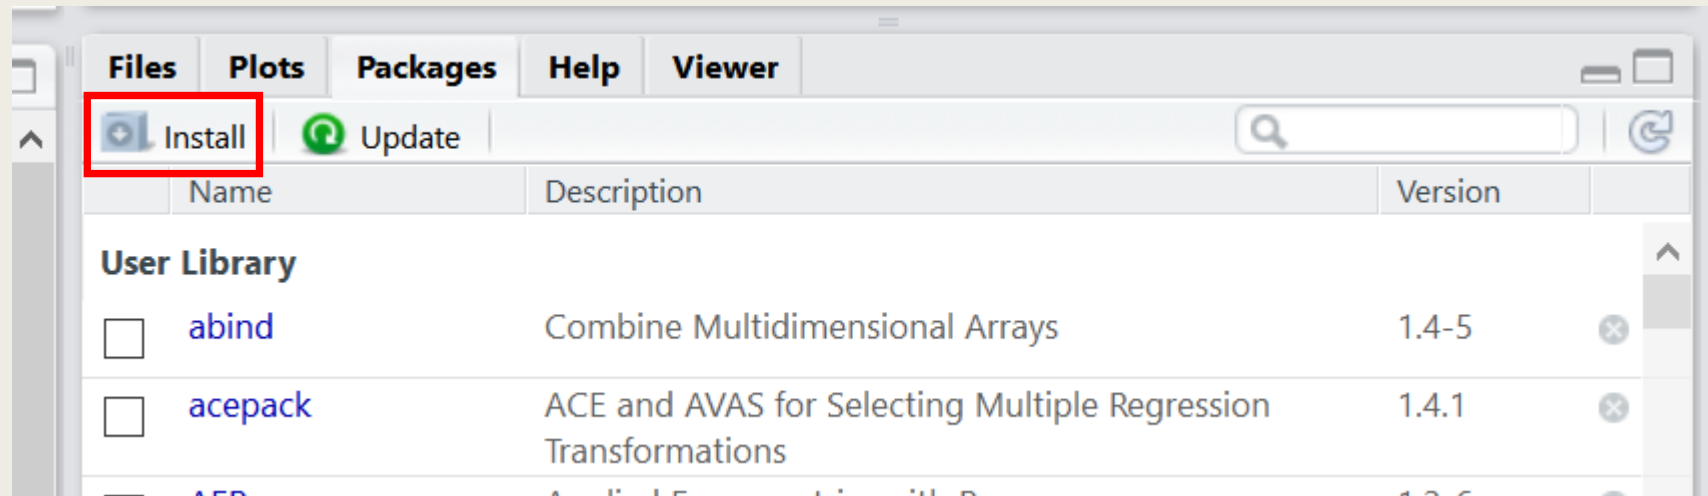 Files Plots Packages Help Viewer
Install Update
Name Description Version
User Library
abind Combine Multidimensional Arrays 1.4-5
acepack ACE and AVAS for Selecting Multiple Regression 1.4.1
Transformations